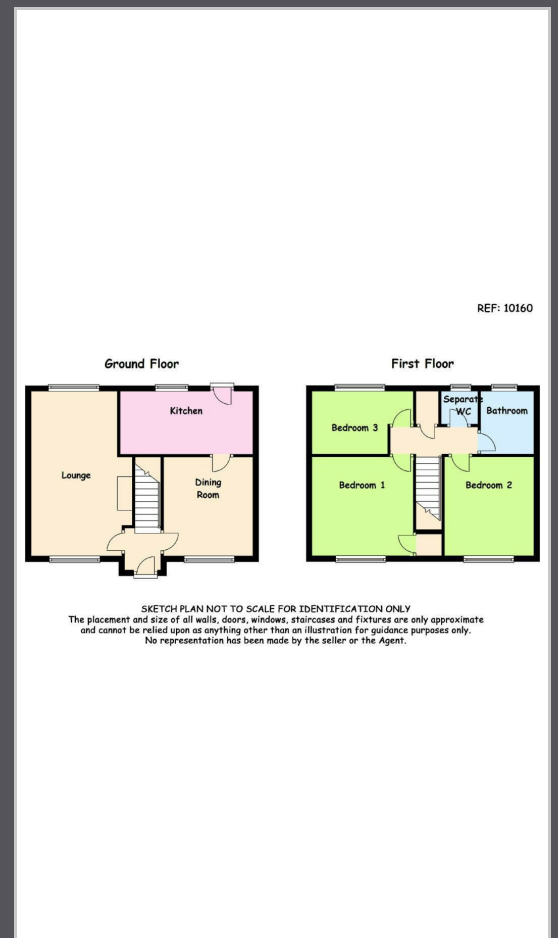 REF: 10160
Ground Floor
Kitchen
Lounge
Dining
Room
First Floor
Separate
WC
Bathroom
Bedroom 3
Bedroom 1
Bedroom 2
SKETCH PLAN NOT TO SCALE FOR IDENTIFICATION ONLY
The placement and size of all walls, doors, windows, staircases and fixtures are only approximate
and cannot be relied upon as anything other than an illustration for guidance purposes only.
No representation has been made by the seller or the Agent.